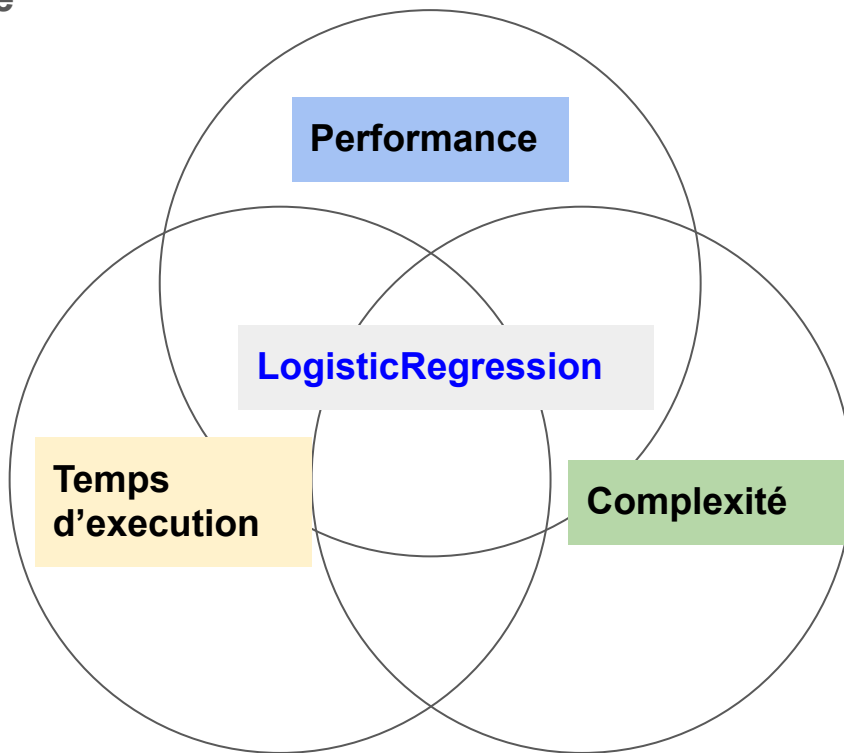 Performance
LogisticRegression
Temps
d'execution
Complexité